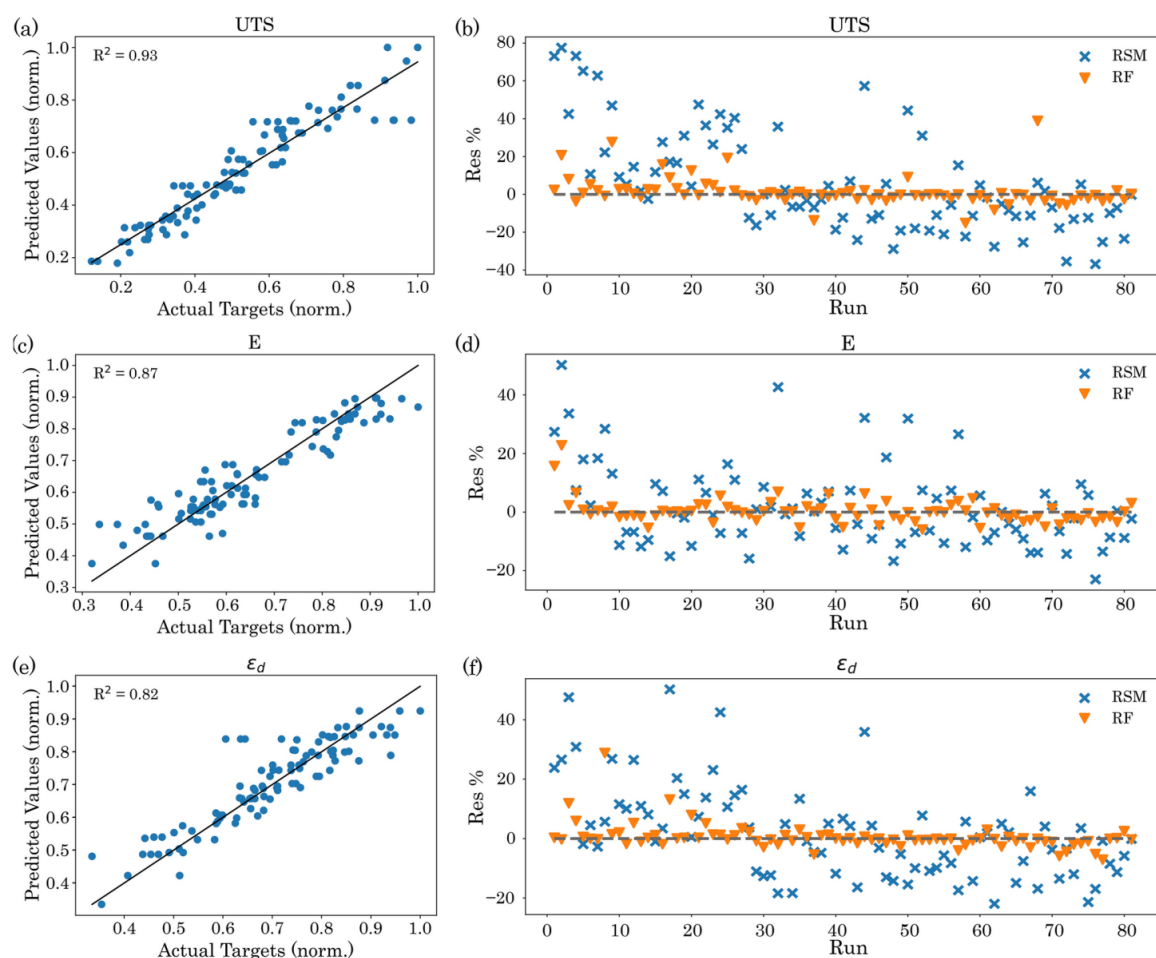 (a)
UTS
R² = 0.93
Predicted Values (norm.)
1.0
0.8
0.6
0.4
0.2
0.2
0.4
0.6
0.8
1.0
Actual Targets (norm.)
(b)
UTS
RSM
RF
Res %
80
60
40
20
0
−20
−40
0
10
20
30
40
50
60
70
80
Run
(c)
E
R² = 0.87
Predicted Values (norm.)
1.0
0.9
0.8
0.7
0.6
0.5
0.4
0.3
0.3
0.4
0.5
0.6
0.7
0.8
0.9
1.0
Actual Targets (norm.)
(d)
E
RSM
RF
Res %
40
20
0
−20
0
10
20
30
40
50
60
70
80
Run
(e)
εd
R² = 0.82
Predicted Values (norm.)
1.0
0.9
0.8
0.7
0.6
0.5
0.4
0.4
0.5
0.6
0.7
0.8
0.9
1.0
Actual Targets (norm.)
(f)
εd
RSM
RF
Res %
40
20
0
−20
0
10
20
30
40
50
60
70
80
Run